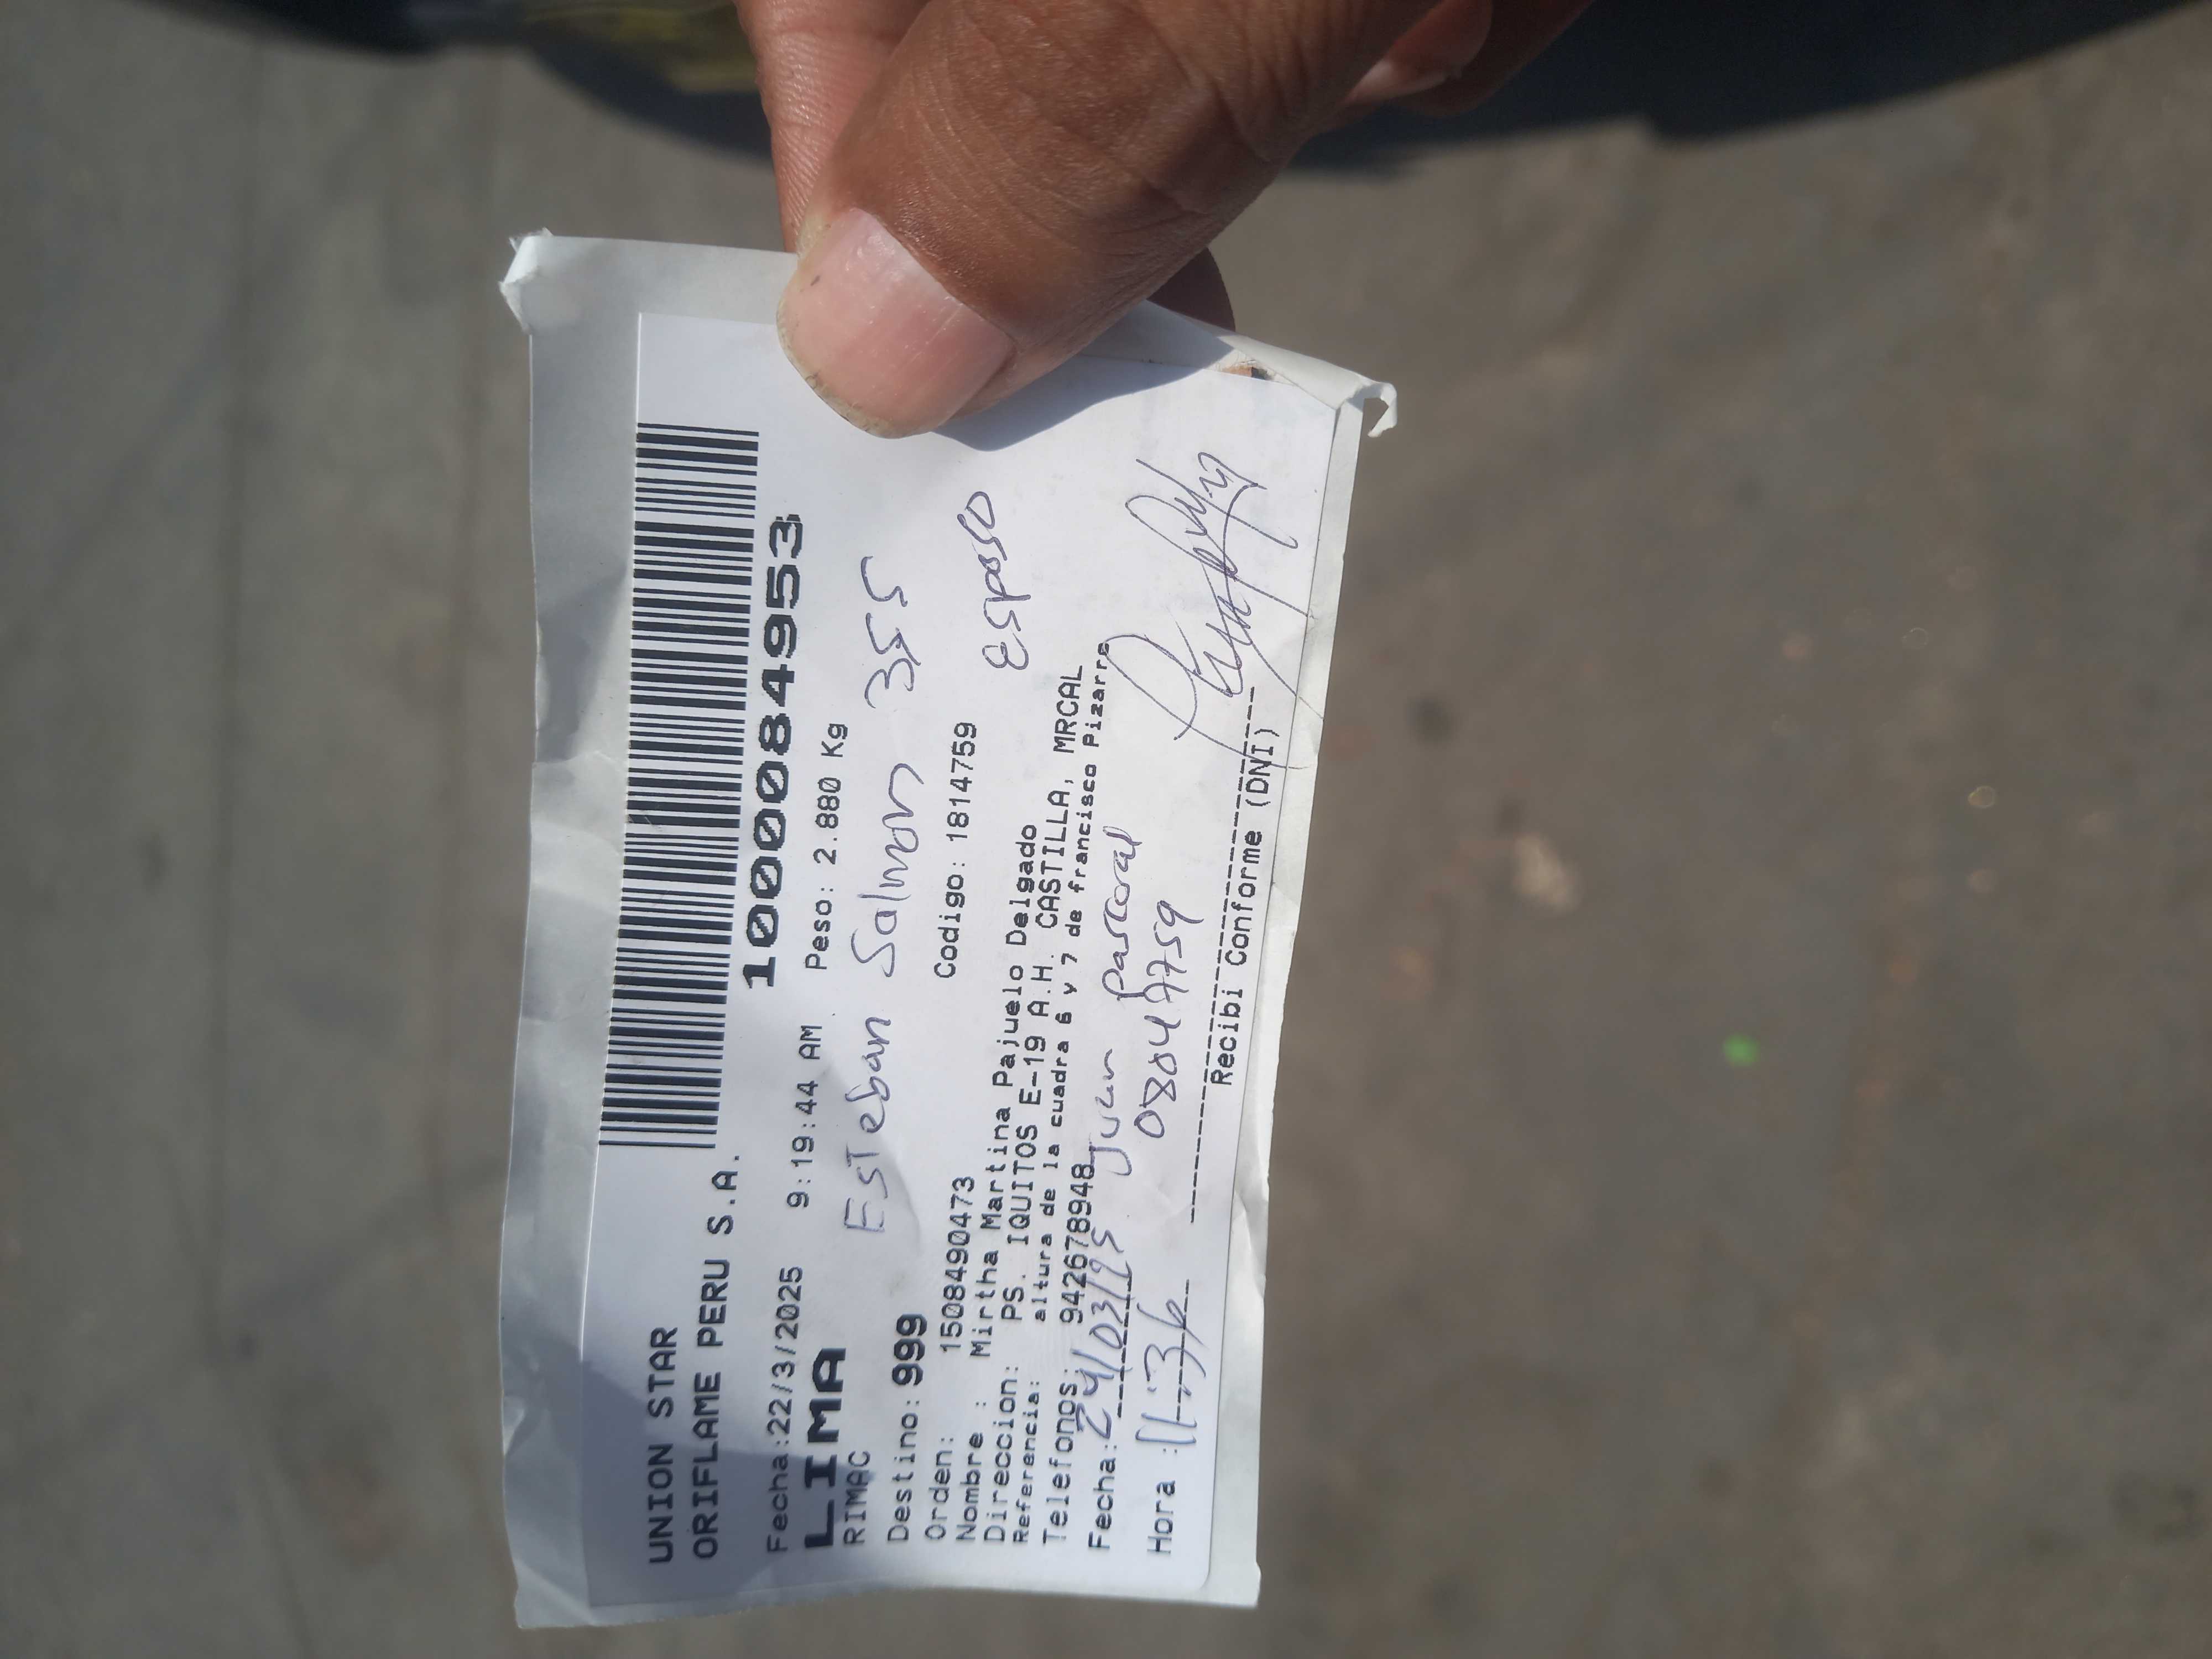 UNION STAR
ORIFLAME PERU S.A.
1000084953
Fecha:22/3/2025 9:19:44 AM Peso: 2.880 Kg
LIMA
RIMAC
Esteban Salmon 355
Destino: 999
Orden: 1508490473 Codigo: 1814759
esposo
Nombre : Mirtha Martina Pajuelo Delgado
Direccion: PS. IQUITOS E-19 A.H. CASTILLA, MRCAL
Referencia: altura de la cuadra 6 y 7 de francisco Pizarro
Telefonos: 942678948
Fecha: 24/03/25 Juan Pascual
Hora : 11:36
Recibi Conforme (DNI)